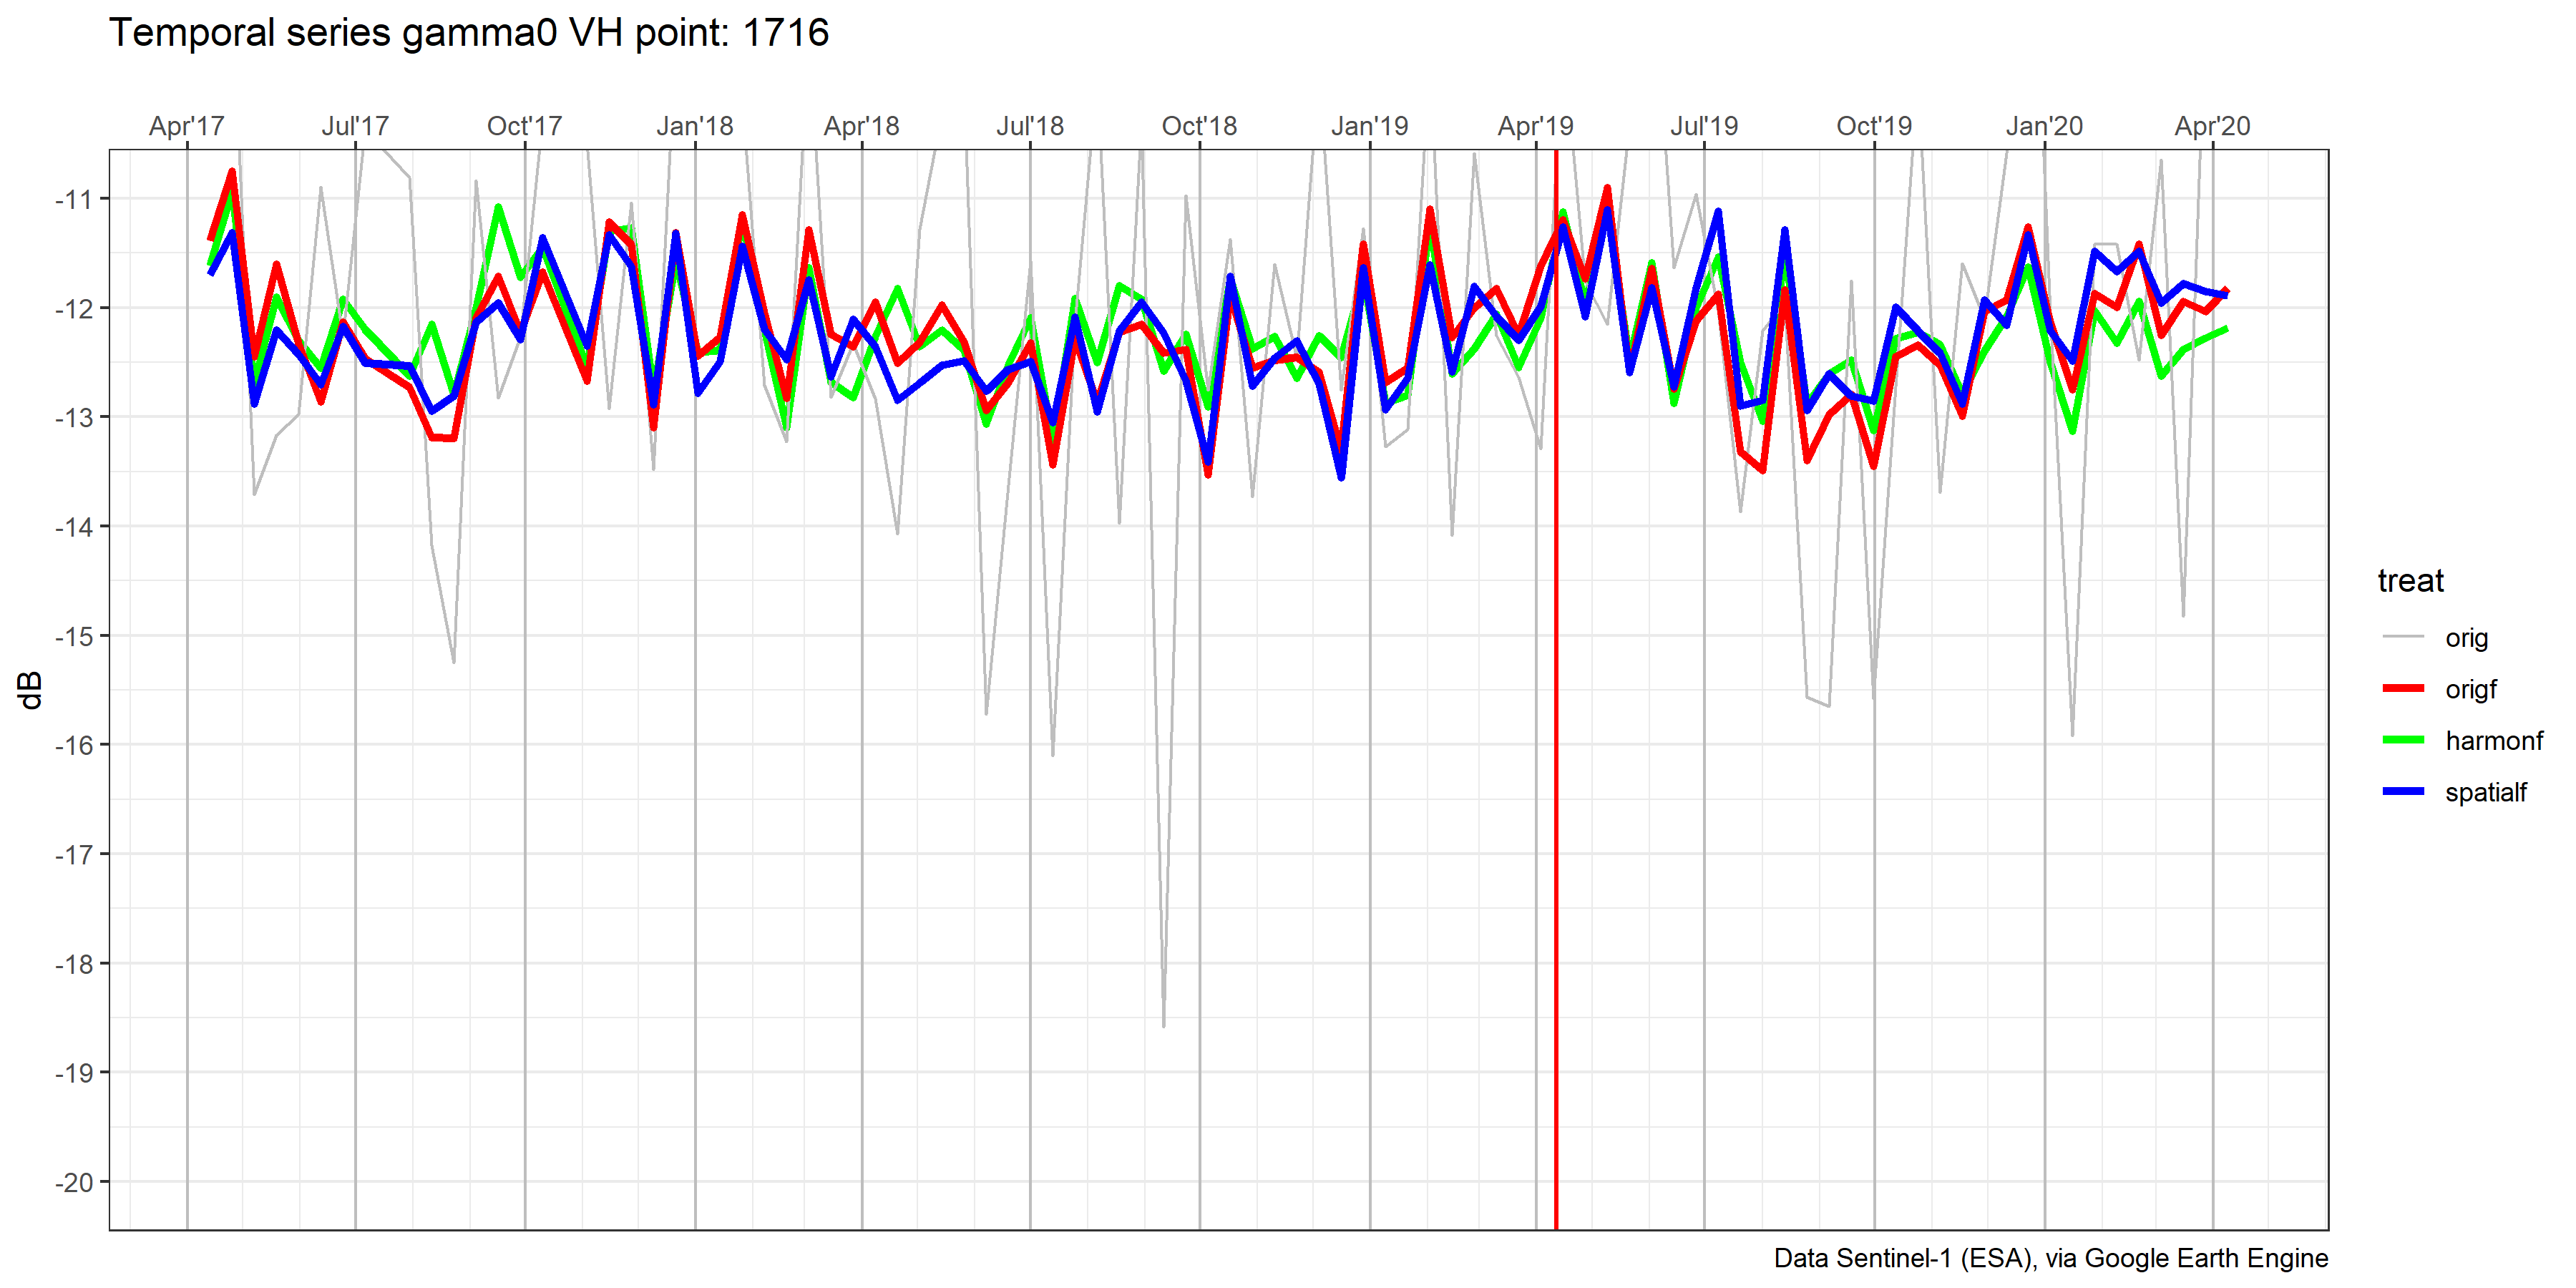 Temporal series gamma0 VH point: 1716
Apr'17 Jul'17 Oct'17 Jan'18 Apr'18 Jul'18 Oct'18 Jan'19 Apr'19 Jul'19 Oct'19 Jan'20 Apr'20
-11
-12
-13
-14
-15
-16
-17
-18
-19
-20
dB
treat
orig
origf
harmonf
spatialf
Data Sentinel-1 (ESA), via Google Earth Engine